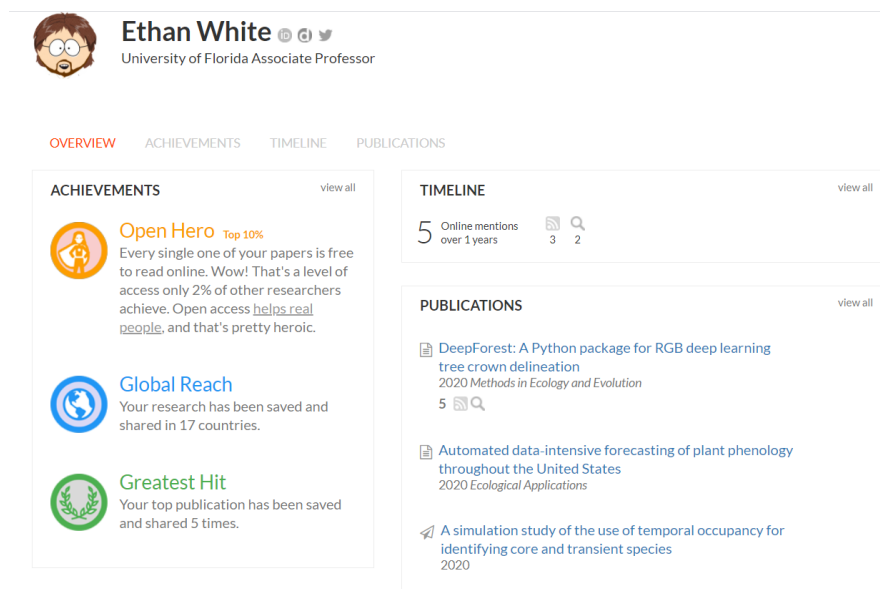 Ethan White
University of Florida Associate Professor
OVERVIEW ACHIEVEMENTS TIMELINE PUBLICATIONS
ACHIEVEMENTS view all
Open Hero Top 10%
Every single one of your papers is free
to read online. Wow! That's a level of
access only 2% of other researchers
achieve. Open access helps real
people, and that's pretty heroic.
Global Reach
Your research has been saved and
shared in 17 countries.
Greatest Hit
Your top publication has been saved
and shared 5 times.
TIMELINE view all
5 Online mentions
over 1 years
3 2
PUBLICATIONS view all
DeepForest: A Python package for RGB deep learning
tree crown delineation
2020 Methods in Ecology and Evolution
5
Automated data-intensive forecasting of plant phenology
throughout the United States
2020 Ecological Applications
A simulation study of the use of temporal occupancy for
identifying core and transient species
2020